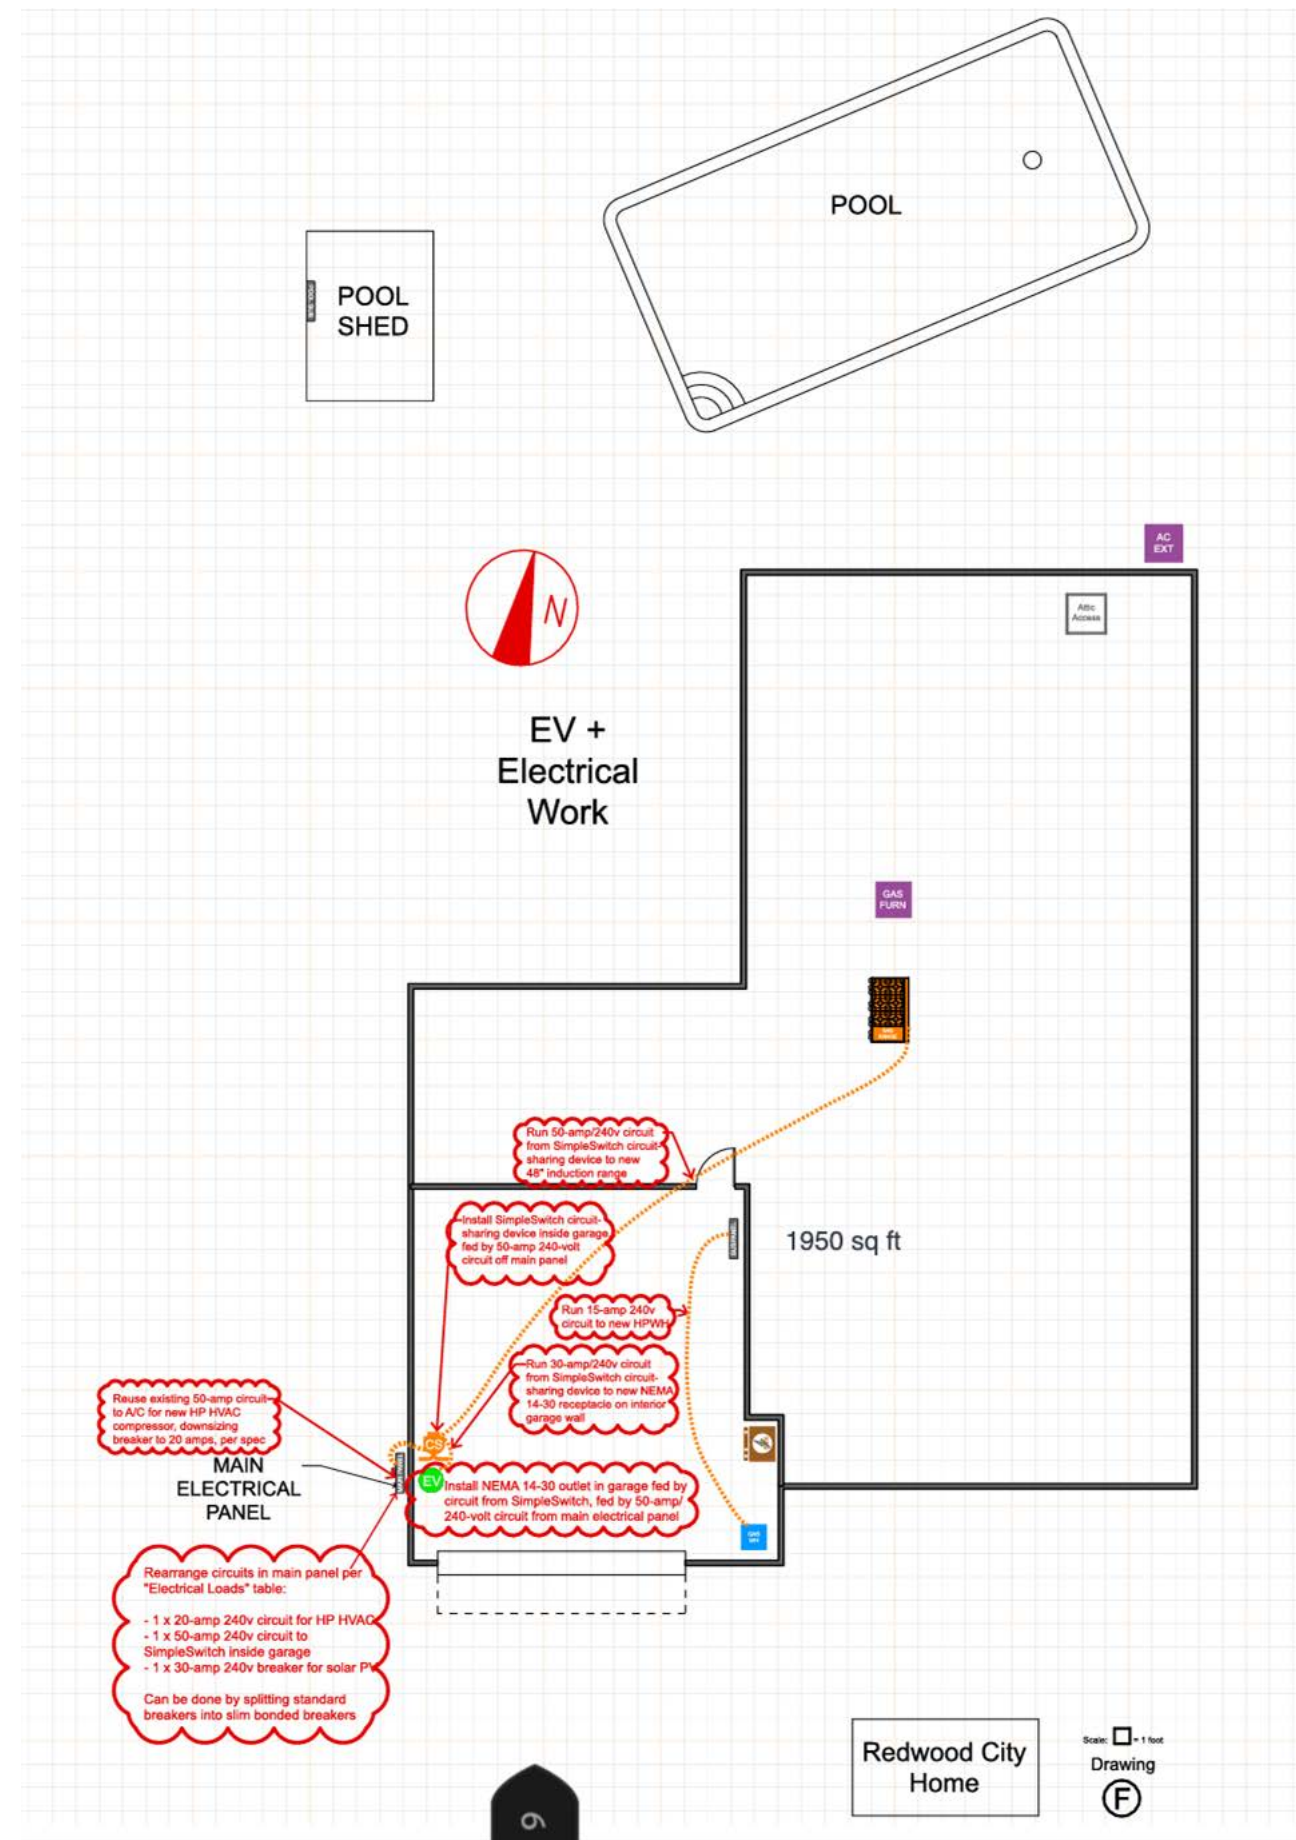 POOL
POOL
SHED
AC
EXT
Attic
Access
N
EV +
Electrical
Work
GAS
FURN
Run 50-amp/240v circuit
from SimpleSwitch circuit-
sharing device to new
48" induction range
Install SimpleSwitch circuit-
sharing device inside garage
fed by 50-amp 240-volt
circuit off main panel
1950 sq ft
Run 15-amp 240v
circuit to new HPWH
Run 30-amp/240v circuit
from SimpleSwitch circuit-
sharing device to new NEMA
14-30 receptacle on interior
garage wall
Reuse existing 50-amp circuit
to A/C for new HP HVAC
compressor, downsizing
breaker to 20 amps, per spec
CS
MAIN
ELECTRICAL
PANEL
EV
Install NEMA 14-30 outlet in garage fed by
circuit from SimpleSwitch, fed by 50-amp/
240-volt circuit from main electrical panel
Rearrange circuits in main panel per
"Electrical Loads" table:
- 1 x 20-amp 240v circuit for HP HVAC
- 1 x 50-amp 240v circuit to
SimpleSwitch inside garage
- 1 x 30-amp 240v breaker for solar PV
Can be done by splitting standard
breakers into slim bonded breakers
Redwood City
Home
Scale: = 1 foot
Drawing
F
6